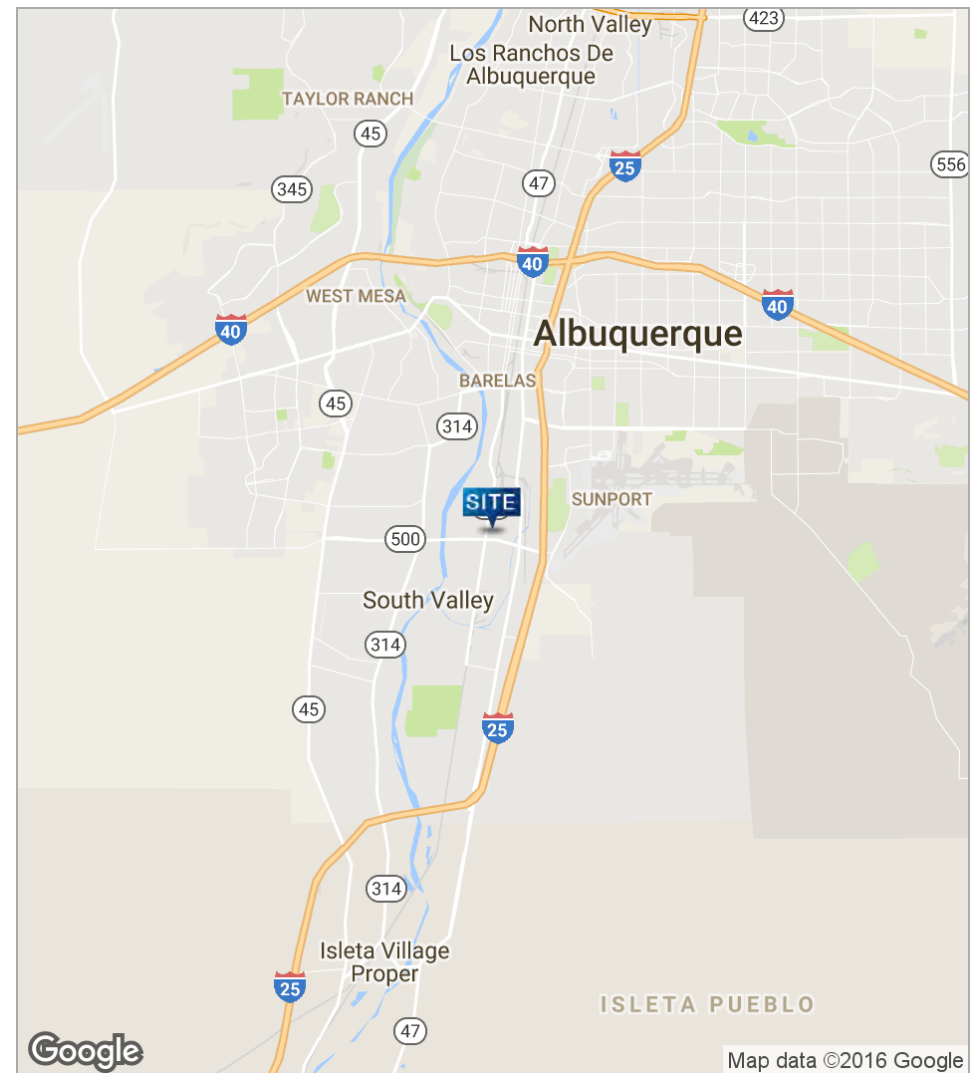 North Valley
423
Los Ranchos De
Albuquerque
TAYLOR RANCH
45
25
556
47
345
40
WEST MESA
40
40
Albuquerque
BARELAS
45
314
SITE
SUNPORT
500
South Valley
314
45
25
314
Isleta Village
Proper
25
ISLETA PUEBLO
47
Google
Map data ©2016 Google